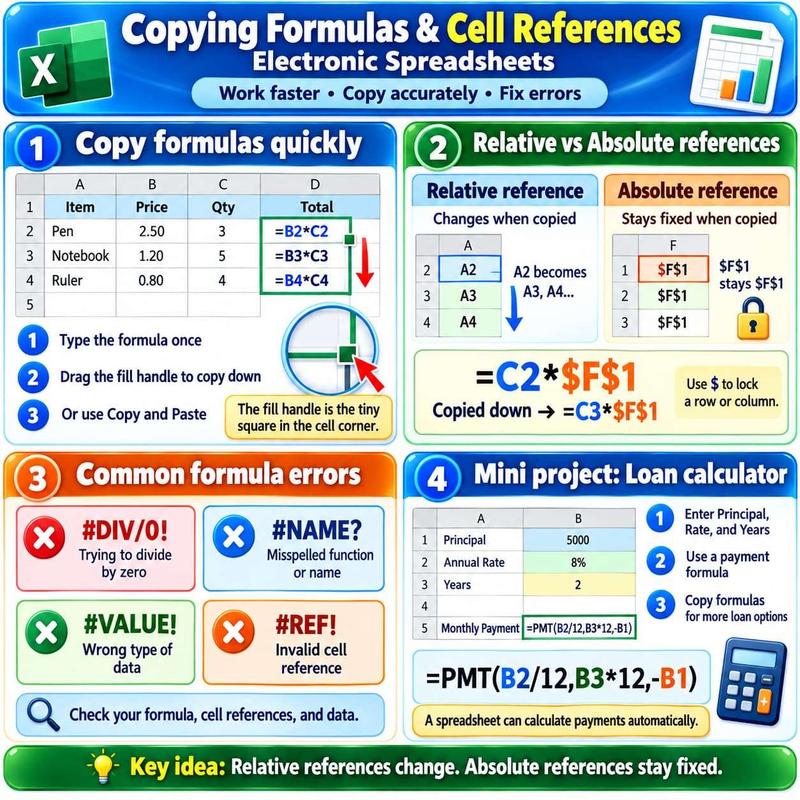 X
Copying Formulas & Cell References
Electronic Spreadsheets
Work faster • Copy accurately • Fix errors
1 Copy formulas quickly
A B C D
1 Item Price Qty Total
2 Pen 2.50 3 =B2*C2
3 Notebook 1.20 5 =B3*C3
4 Ruler 0.80 4 =B4*C4
5
1 Type the formula once
2 Drag the fill handle to copy down
3 Or use Copy and Paste
The fill handle is the tiny
square in the cell corner.
2 Relative vs Absolute references
Relative reference
Changes when copied
A
2 A2
3 A3
4 A4
A2 becomes
A3, A4...
Absolute reference
Stays fixed when copied
F
1 $F$1
2 $F$1
3 $F$1
$F$1
stays $F$1
=C2*$F$1
Copied down → =C3*$F$1
Use $ to lock
a row or column.
3 Common formula errors
#DIV/0!
Trying to divide
by zero
#NAME?
Misspelled function
or name
#VALUE!
Wrong type of
data
#REF!
Invalid cell
reference
Check your formula, cell references, and data.
4 Mini project: Loan calculator
A B
1 Principal 5000
2 Annual Rate 8%
3 Years 2
4
5 Monthly Payment =PMT(B2/12,B3*12,-B1)
1 Enter Principal,
Rate, and Years
2 Use a payment
formula
3 Copy formulas
for more loan options
=PMT(B2/12,B3*12,-B1)
A spreadsheet can calculate payments automatically.
Key idea: Relative references change. Absolute references stay fixed.